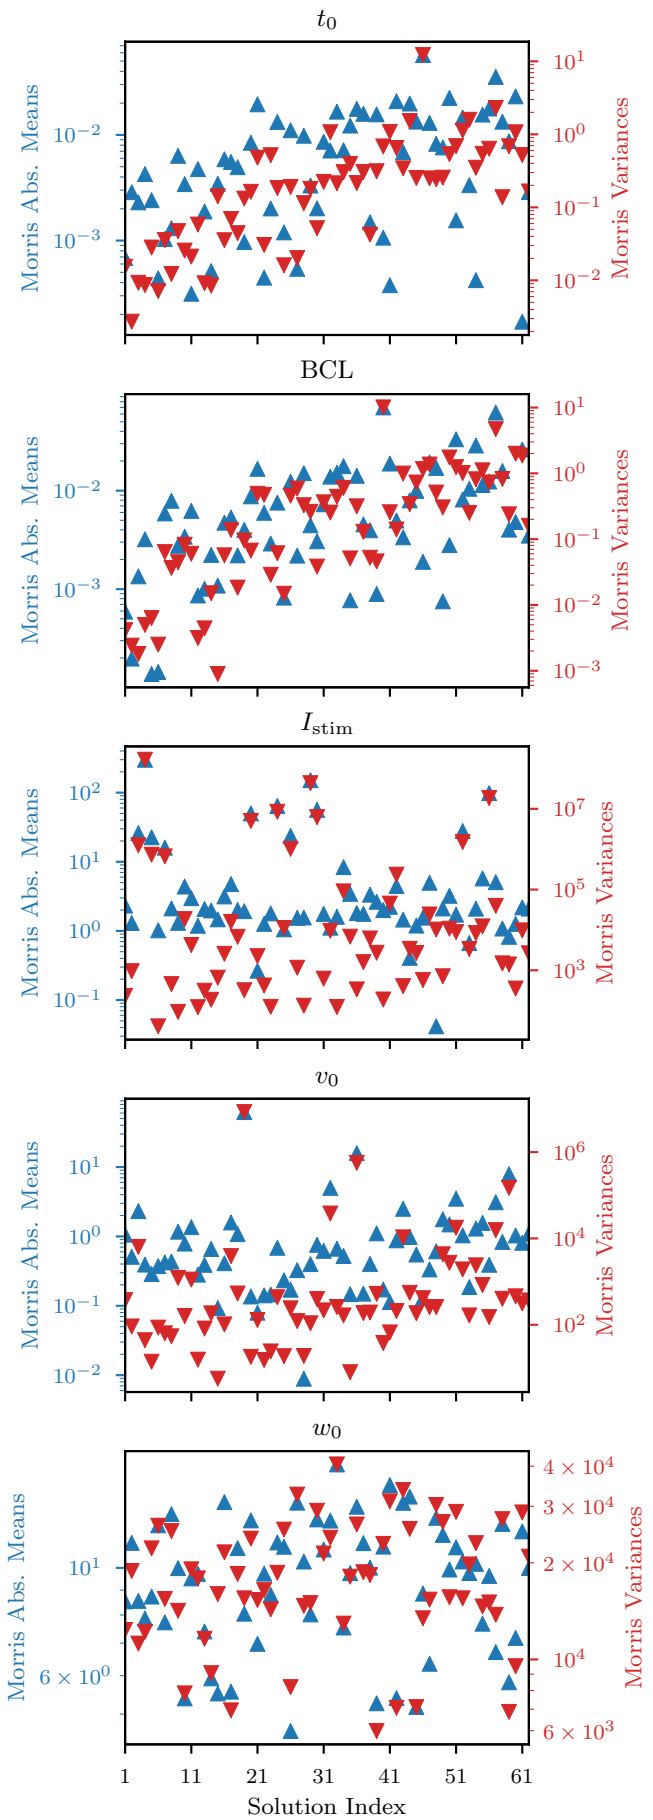 t₀
Morris Abs. Means
10⁻²
10⁻³
10¹
10⁰
10⁻¹
10⁻²
Morris Variances
BCL
Morris Abs. Means
10⁻²
10⁻³
10¹
10⁰
10⁻¹
10⁻²
10⁻³
Morris Variances
I_stim
Morris Abs. Means
10²
10¹
10⁰
10⁻¹
10⁷
10⁵
10³
Morris Variances
v₀
Morris Abs. Means
10¹
10⁰
10⁻¹
10⁻²
10⁶
10⁴
10²
Morris Variances
w₀
Morris Abs. Means
10¹
6 × 10⁰
4 × 10⁴
3 × 10⁴
2 × 10⁴
10⁴
6 × 10³
Morris Variances
1 11 21 31 41 51 61
Solution Index